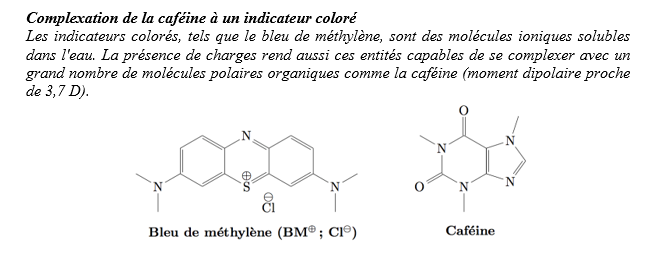 Complexation de la caféine à un indicateur coloré
Les indicateurs colorés, tels que le bleu de méthylène, sont des molécules ioniques solubles
dans l'eau. La présence de charges rend aussi ces entités capables de se complexer avec un
grand nombre de molécules polaires organiques comme la caféine (moment dipolaire proche
de 3,7 D).
N
N
S
⊕
N
⊖
Cl
O
N
N
O
N
N
Bleu de méthylène (BM⊕ ; Cl⊖)
Caféine